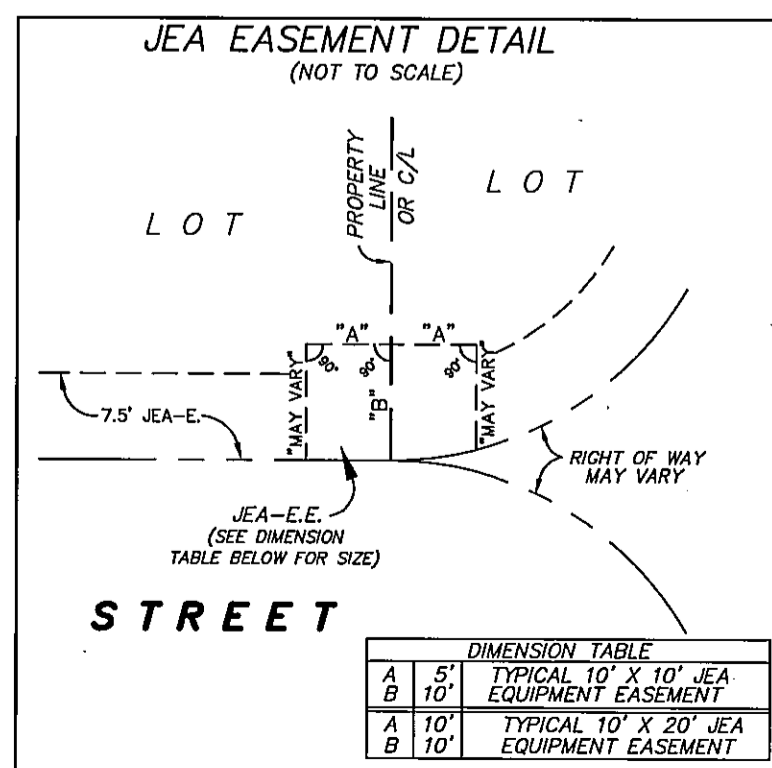 JEA EASEMENT DETAIL
(NOT TO SCALE)
PROPERTY
LINE
OR C/L
LOT
LOT
"A"
"A"
90°
90°
90°
"MAY VARY"
"B"
"MAY VARY"
7.5' JEA-E.
RIGHT OF WAY
MAY VARY
JEA-E.E.
(SEE DIMENSION
TABLE BELOW FOR SIZE)
STREET
DIMENSION TABLE
A 5' TYPICAL 10' X 10' JEA
B 10' EQUIPMENT EASEMENT
A 10' TYPICAL 10' X 20' JEA
B 10' EQUIPMENT EASEMENT